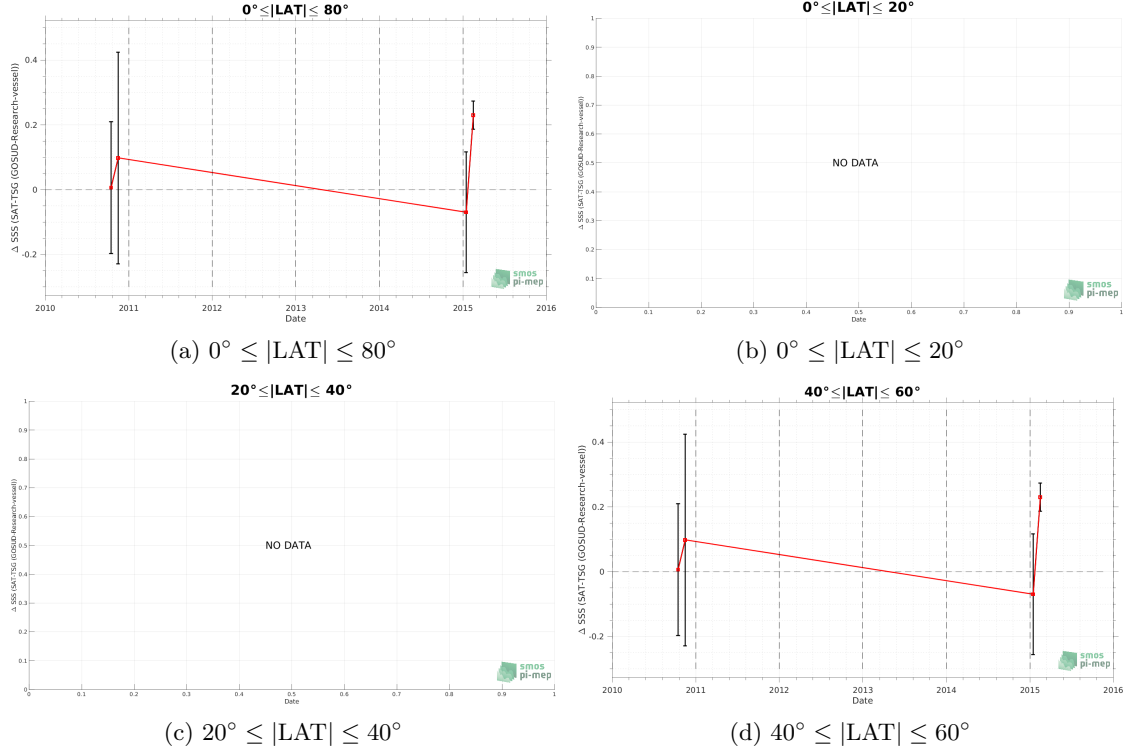 0°≤|LAT|≤ 80°
Δ SSS (SAT-TSG (GOSUD-Research-vessel))
0.4
0.2
0
-0.2
2010 2011 2012 2013 2014 2015 2016
Date
smos
pi-mep
(a) 0° ≤ |LAT| ≤ 80°
0°≤|LAT|≤ 20°
Δ SSS (SAT-TSG (GOSUD-Research-vessel))
1
0.9
0.8
0.7
0.6
0.5
0.4
0.3
0.2
0.1
0
NO DATA
0 0.1 0.2 0.3 0.4 0.5 0.6 0.7 0.8 0.9 1
Date
smos
pi-mep
(b) 0° ≤ |LAT| ≤ 20°
20°≤|LAT|≤ 40°
Δ SSS (SAT-TSG (GOSUD-Research-vessel))
1
0.9
0.8
0.7
0.6
0.5
0.4
0.3
0.2
0.1
0
NO DATA
0 0.1 0.2 0.3 0.4 0.5 0.6 0.7 0.8 0.9 1
Date
smos
pi-mep
(c) 20° ≤ |LAT| ≤ 40°
40°≤|LAT|≤ 60°
Δ SSS (SAT-TSG (GOSUD-Research-vessel))
0.4
0.2
0
-0.2
2010 2011 2012 2013 2014 2015 2016
Date
smos
pi-mep
(d) 40° ≤ |LAT| ≤ 60°